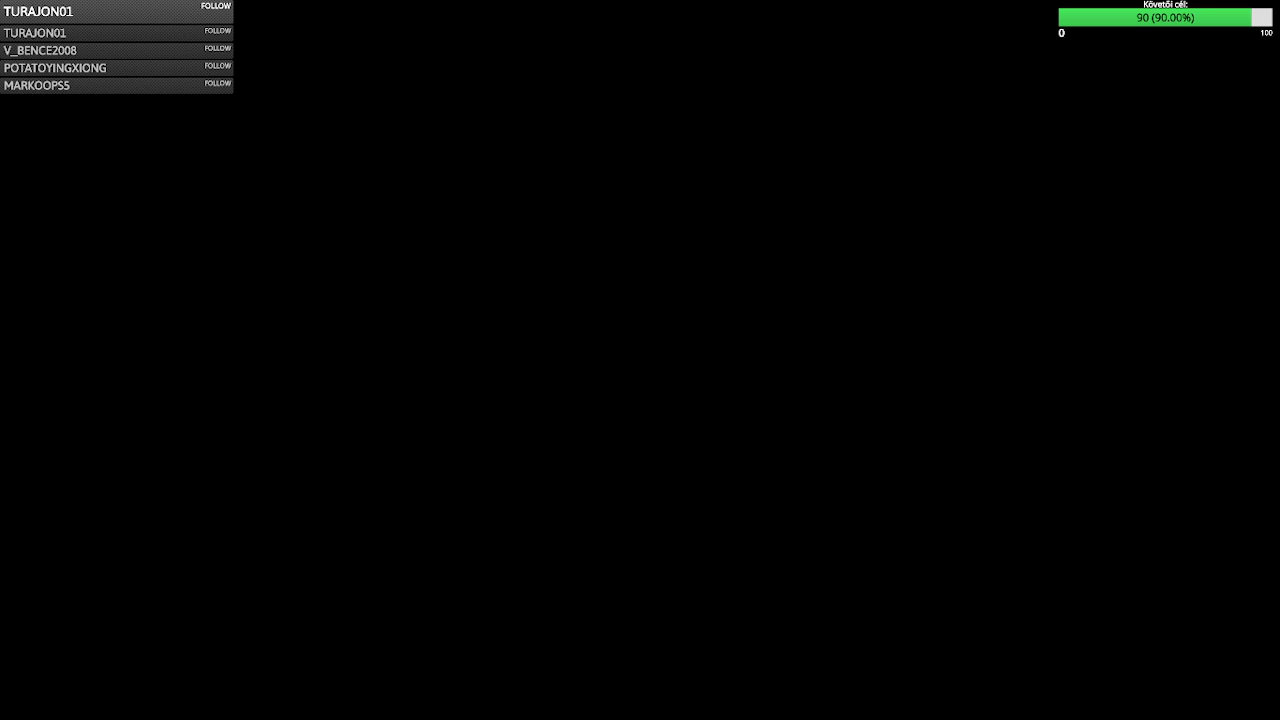 TURAJON01 FOLLOW
TURAJON01 FOLLOW
V_BENCE2008 FOLLOW
POTATOYINGXIONG FOLLOW
MARKOOPS5 FOLLOW
Követői cél:
90 (90.00%)
0 100